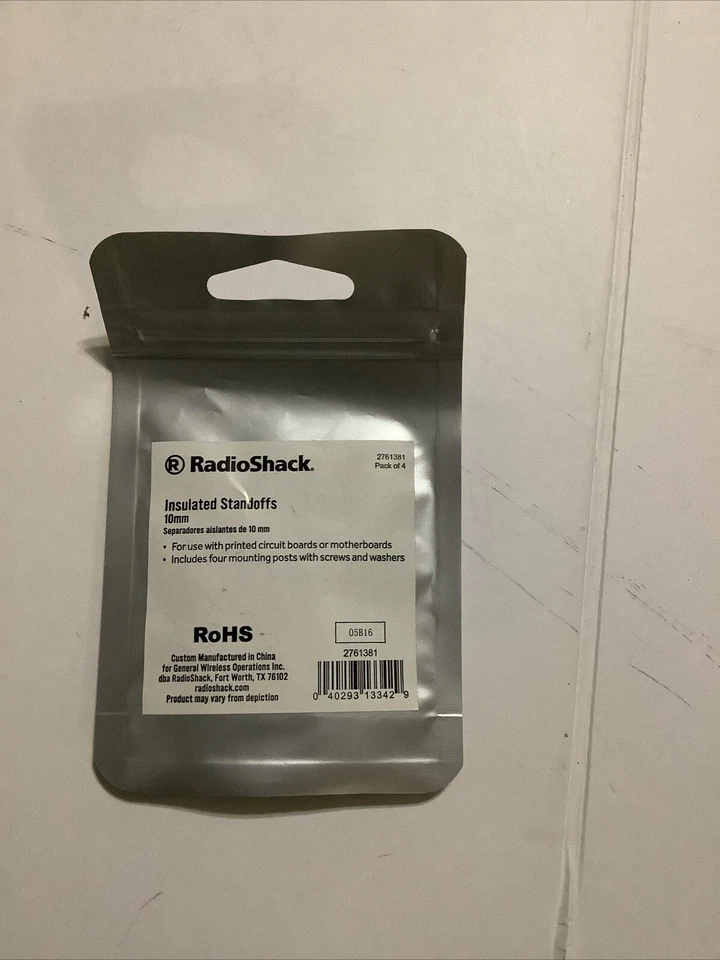 ® RadioShack.
2761381
Pack of 4
Insulated Standoffs
10mm
Separadores aislantes de 10 mm
• For use with printed circuit boards or motherboards
• Includes four mounting posts with screws and washers
RoHS
05B16
Custom Manufactured in China
for General Wireless Operations Inc.
dba RadioShack, Fort Worth, TX 76102
radioshack.com
Product may vary from depiction
2761381
0 40293 13342 9